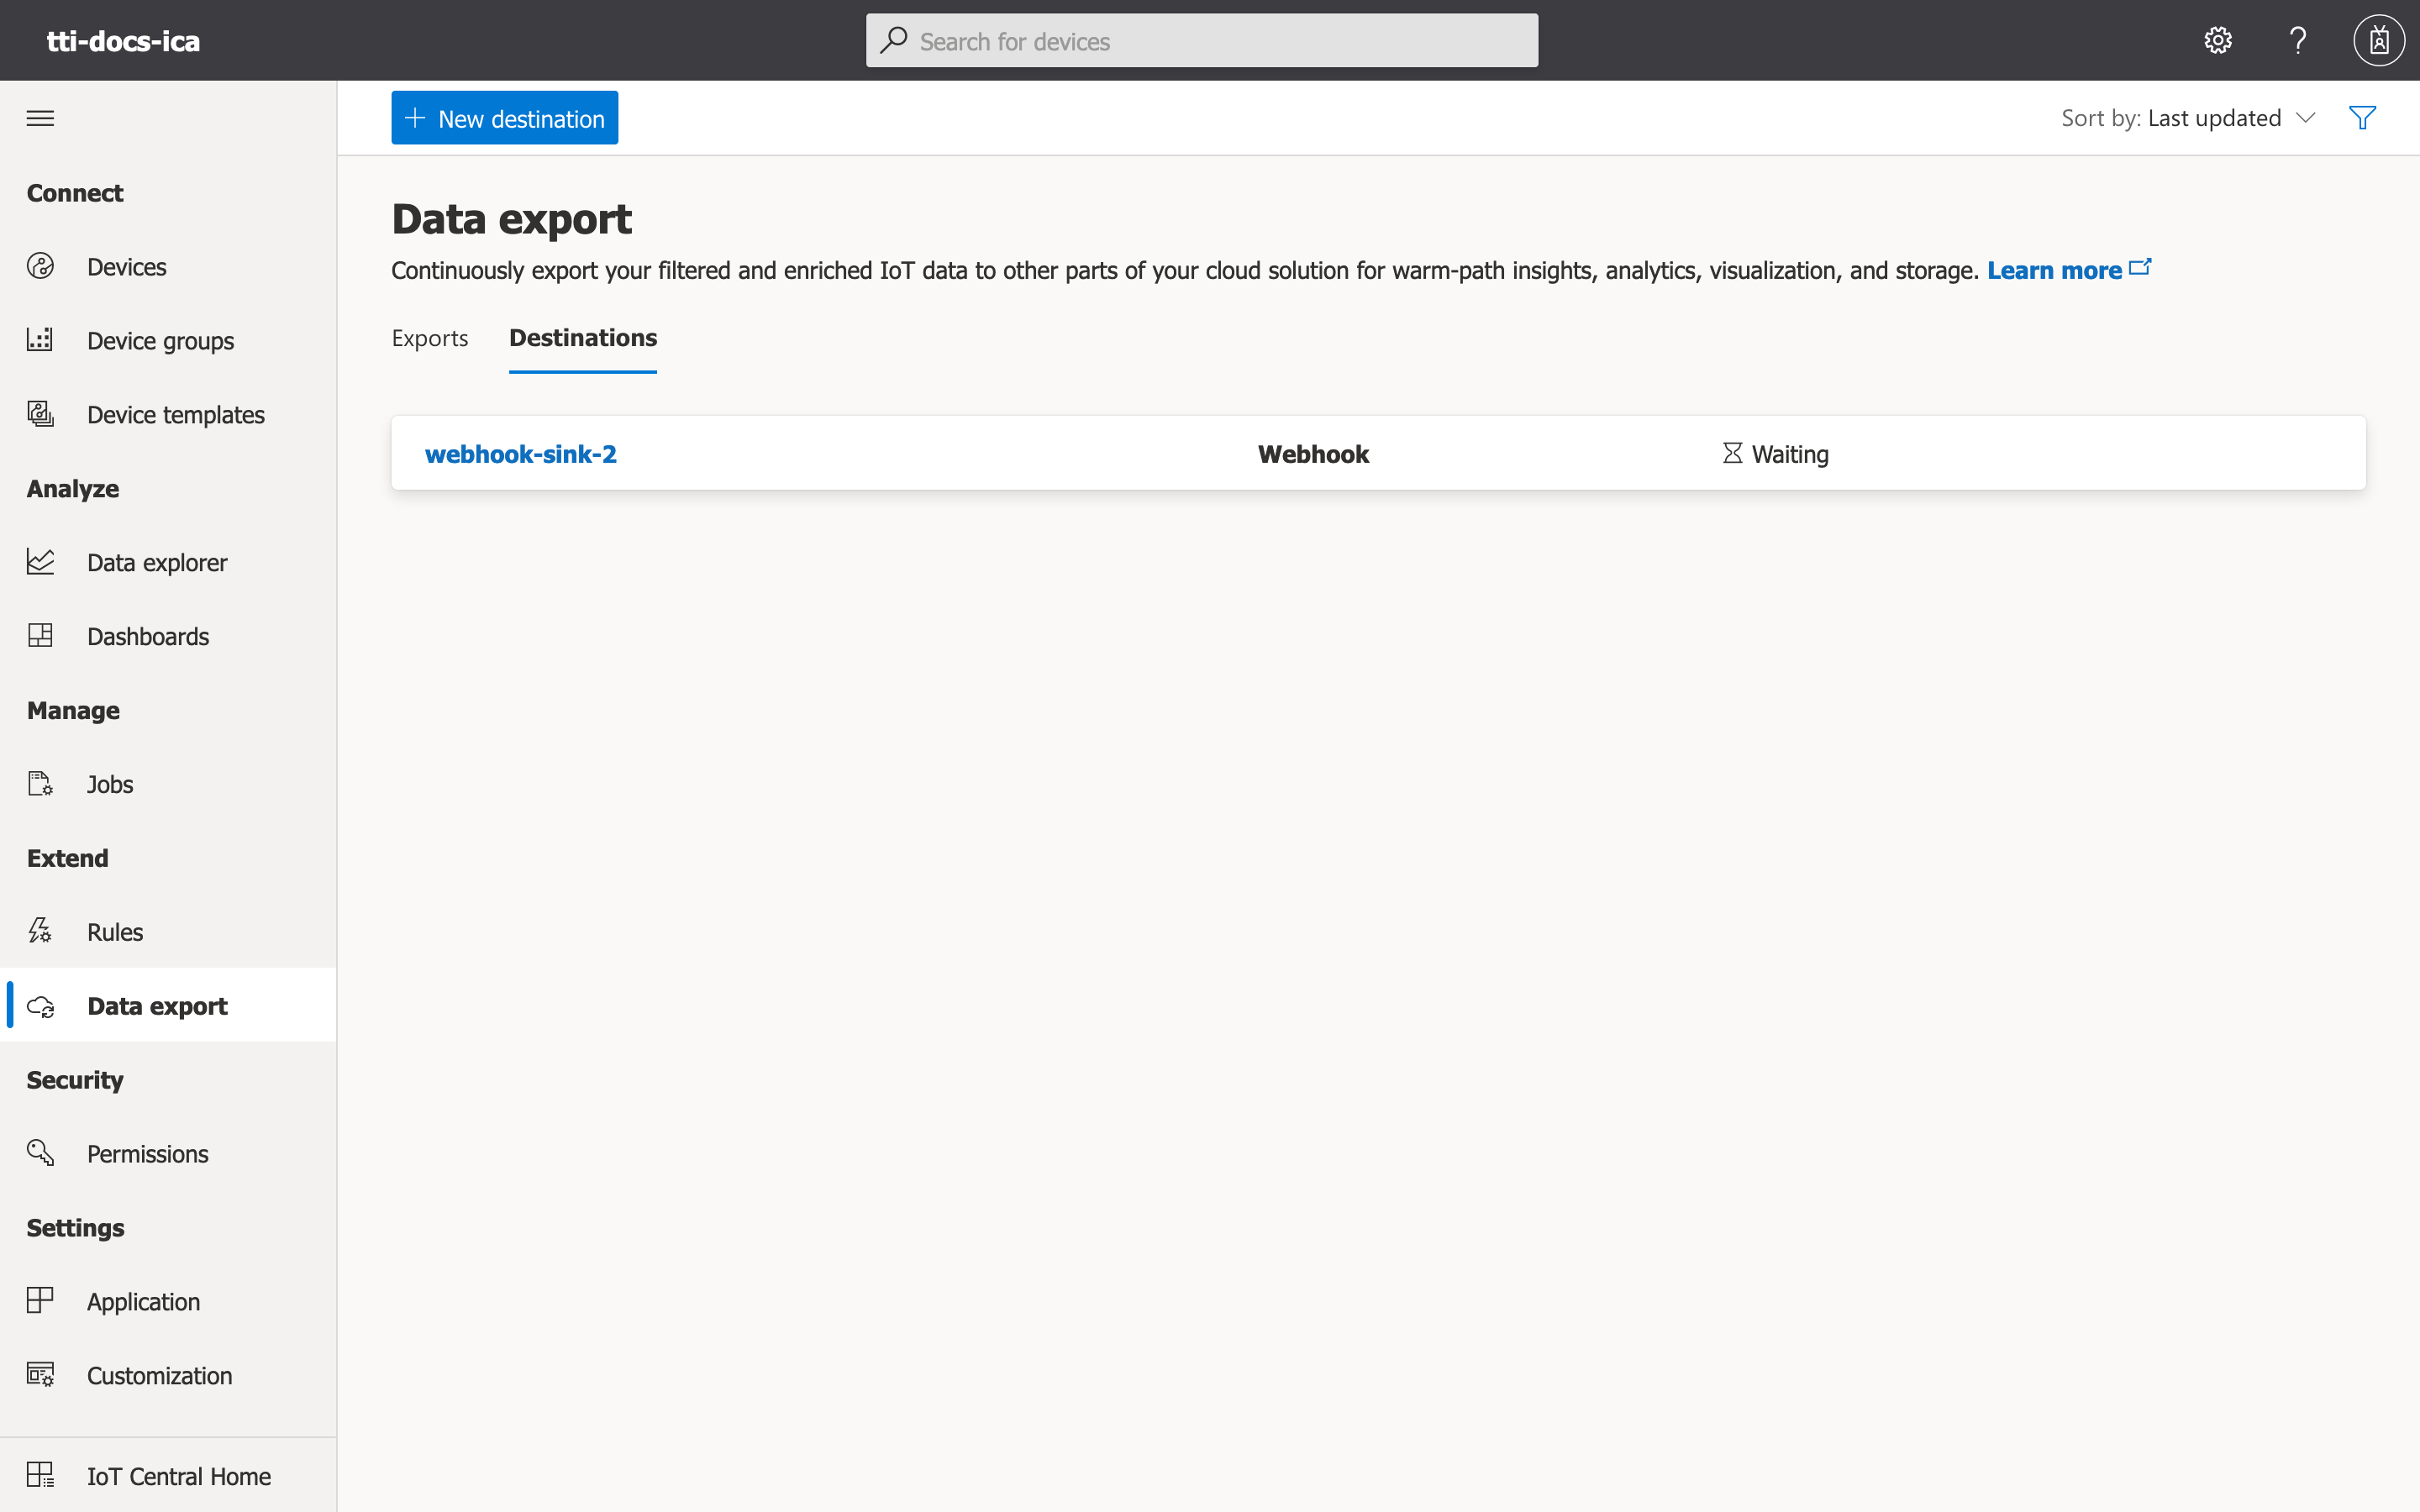 tti-docs-ica
Search for devices
New destination
Sort by: Last updated
Connect
Devices
Device groups
Device templates
Analyze
Data explorer
Dashboards
Manage
Jobs
Extend
Rules
Data export
Security
Permissions
Settings
Application
Customization
IoT Central Home
Data export
Continuously export your filtered and enriched IoT data to other parts of your cloud solution for warm-path insights, analytics, visualization, and storage. Learn more
Exports Destinations
webhook-sink-2 Webhook Waiting